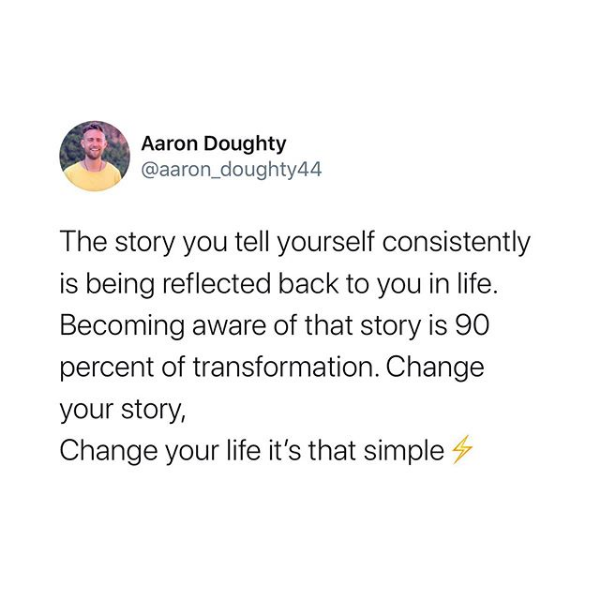 Aaron Doughty
@aaron_doughty44
The story you tell yourself consistently
is being reflected back to you in life.
Becoming aware of that story is 90
percent of transformation. Change
your story,
Change your life it’s that simple⚡